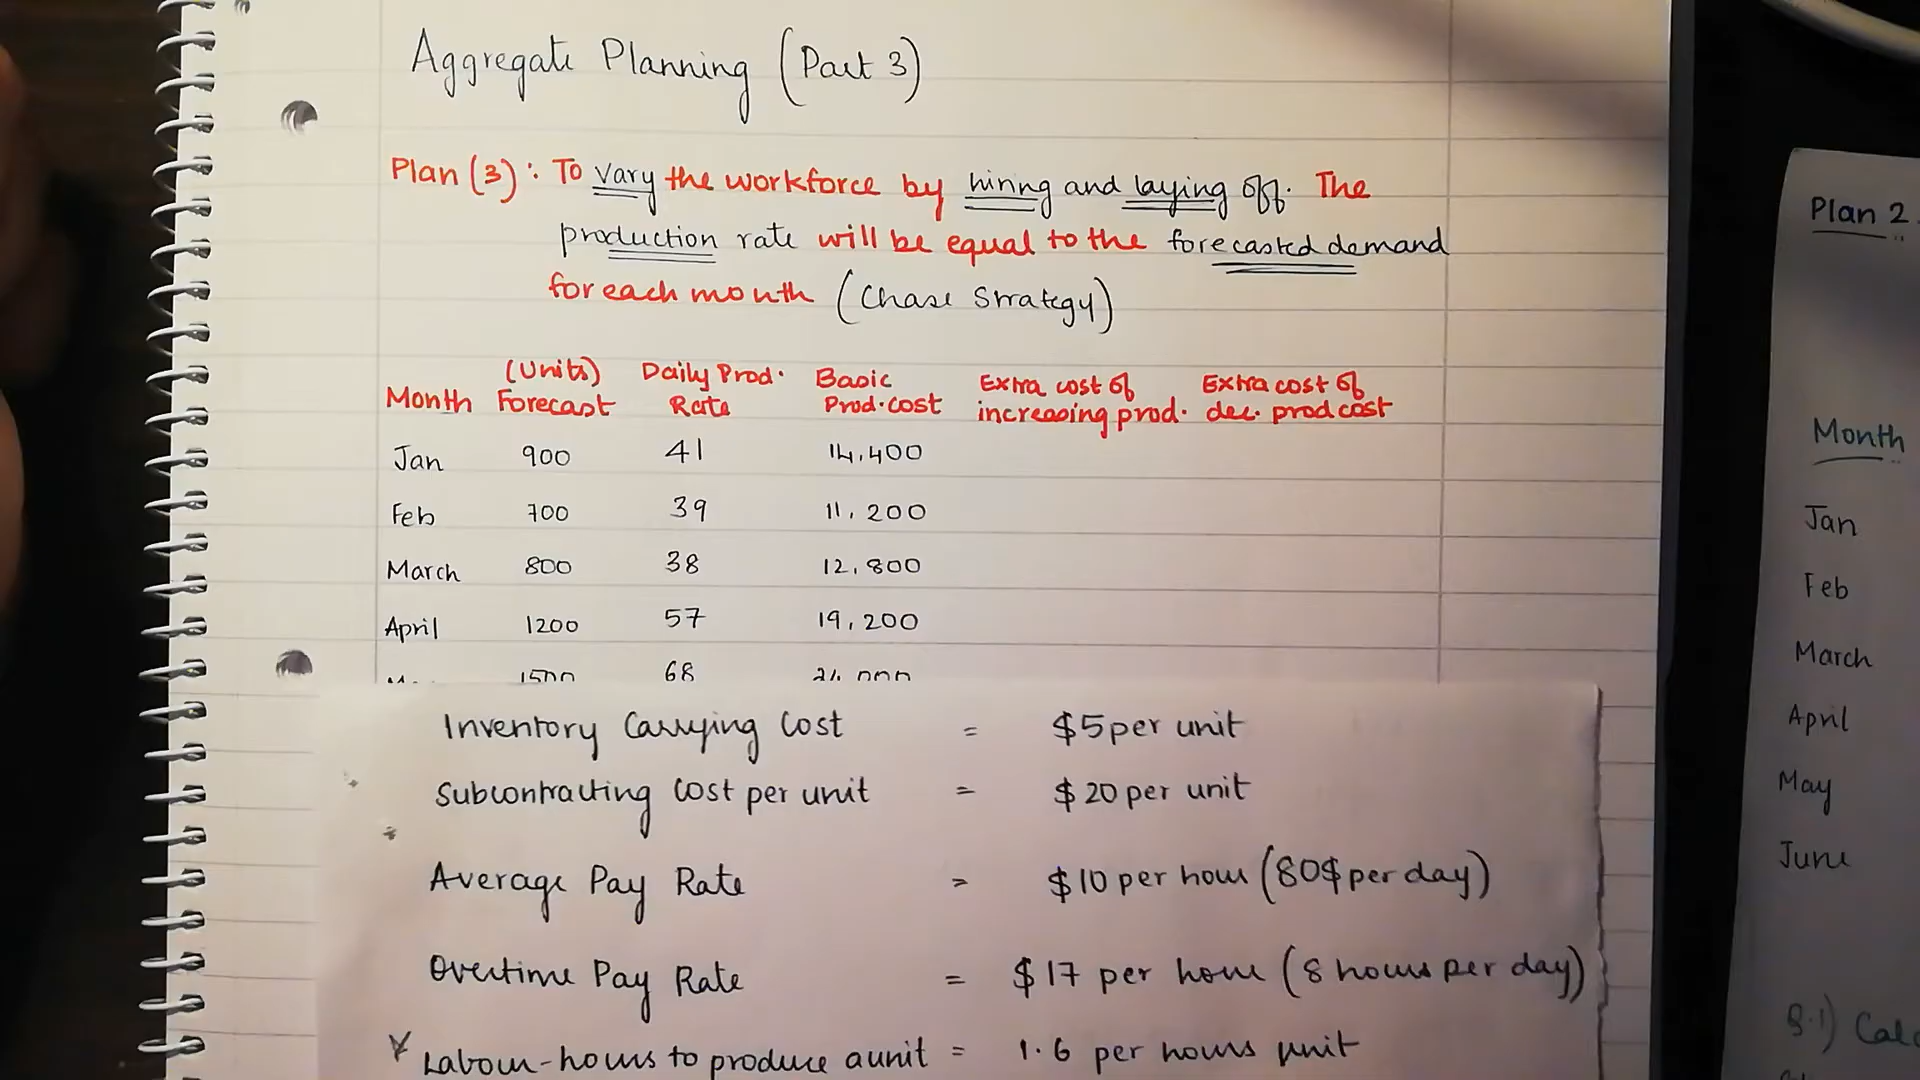 Aggregate Planning (Part 3)
Plan (3): To vary the workforce by hiring and laying off. The
production rate will be equal to the forecasted demand
for each month (Chase Strategy)
Month (Units) Forecast Daily Prod. Rate Basic Prod. cost Extra cost of increasing prod. Extra cost of dec. prod cost
Jan 900 41 14,400
Feb 700 39 11,200
March 800 38 12,800
April 1200 57 19,200
1500 68
Inventory Carrying Cost = $5 per unit
Subcontracting Cost per unit = $20 per unit
Average Pay Rate = $10 per hour (80$ per day)
Overtime Pay Rate = $17 per hour (8 hours per day)
Labour-hours to produce a unit = 1.6 per hours unit
Plan 2
Month
Jan
Feb
March
April
May
June